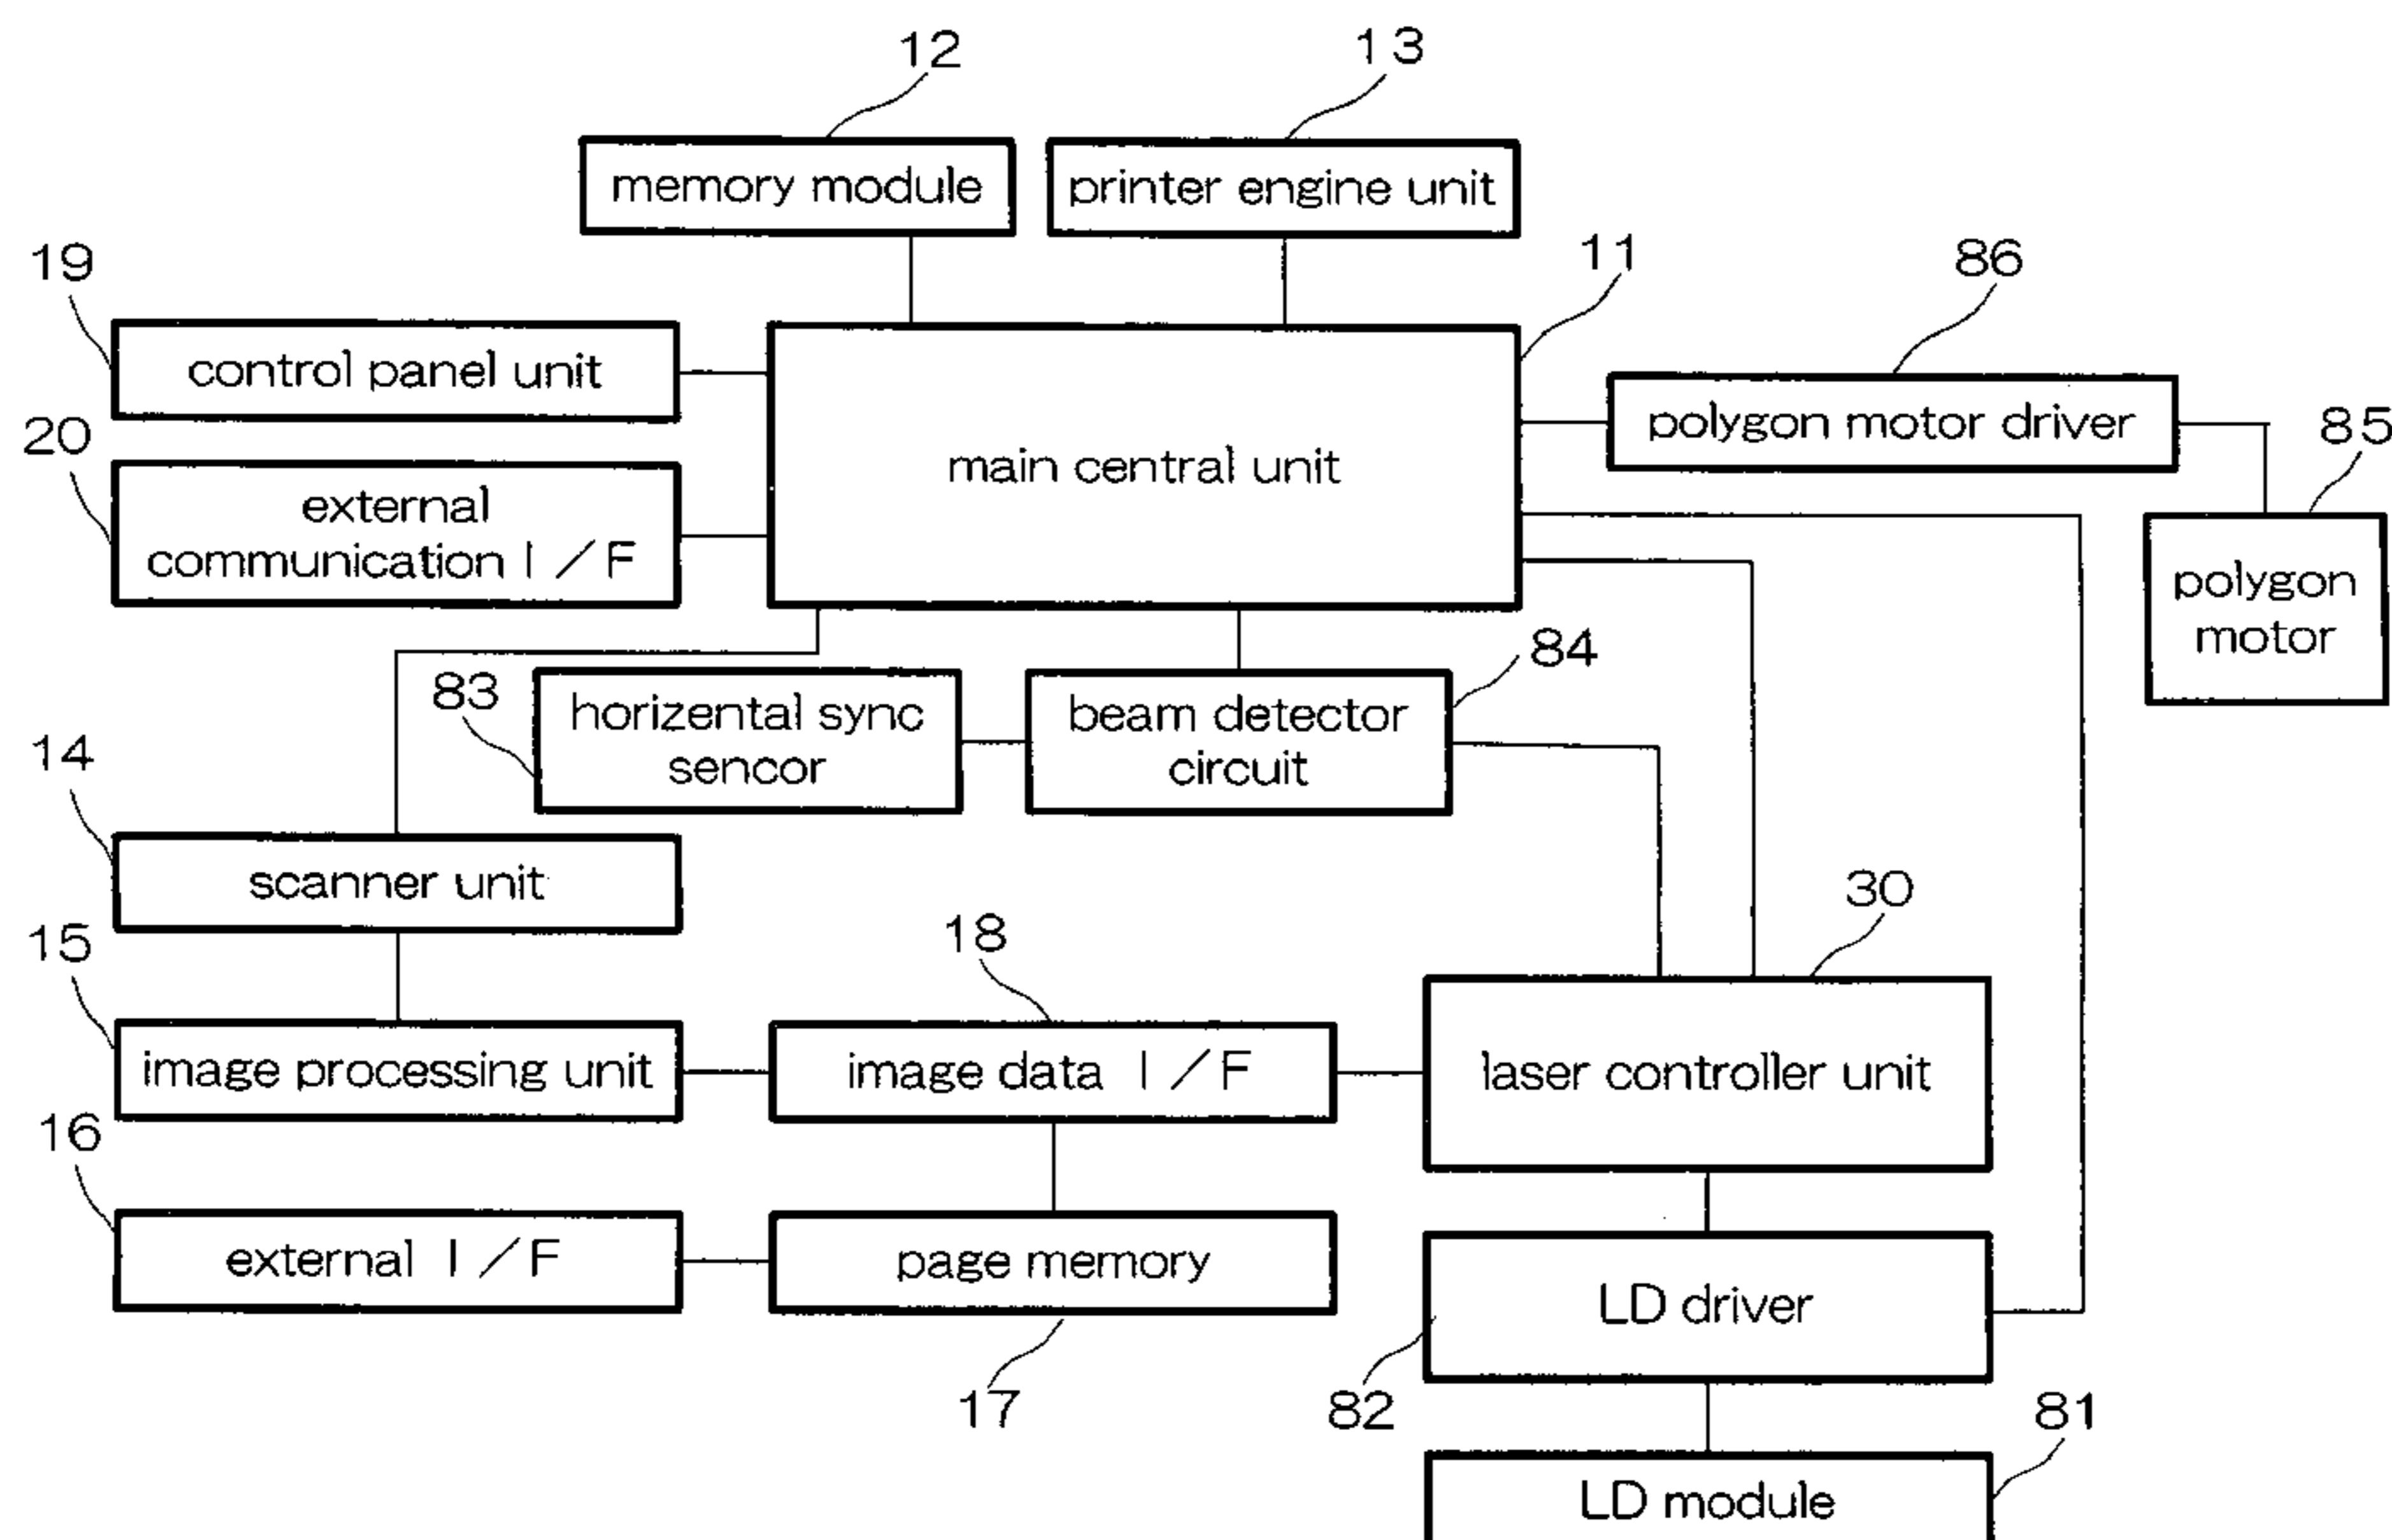 12
13
memory module
printer engine unit
19
11
86
control panel unit
polygon motor driver
85
20
main central unit
external
communication I/F
polygon
motor
84
83
horizental sync
sencor
beam detector
circuit
14
scanner unit
30
15
18
image processing unit
image data I/F
laser controller unit
16
external I/F
page memory
LD driver
17
82
81
LD module